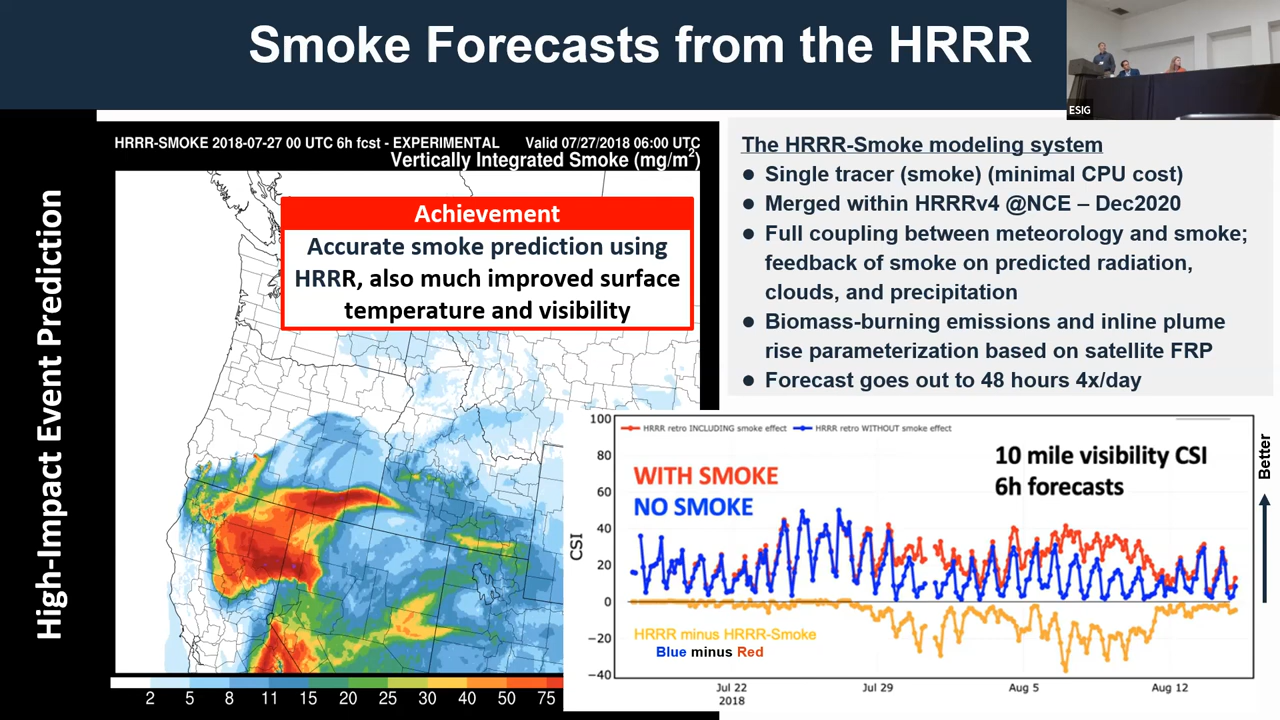 Smoke Forecasts from the HRRR
ESIG
High-Impact Event Prediction
HRRR-SMOKE 2018-07-27 00 UTC 6h fcst - EXPERIMENTAL Valid 07/27/2018 06:00 UTC
Vertically Integrated Smoke (mg/m²)
Achievement
Accurate smoke prediction using
HRRR, also much improved surface
temperature and visibility
2 5 8 11 15 20 25 30 40 50 75
The HRRR-Smoke modeling system
● Single tracer (smoke) (minimal CPU cost)
● Merged within HRRRv4 @NCE – Dec2020
● Full coupling between meteorology and smoke;
feedback of smoke on predicted radiation,
clouds, and precipitation
● Biomass-burning emissions and inline plume
rise parameterization based on satellite FRP
● Forecast goes out to 48 hours 4x/day
HRRR retro INCLUDING smoke effect HRRR retro WITHOUT smoke effect
WITH SMOKE
NO SMOKE
10 mile visibility CSI
6h forecasts
CSI
100
80
60
40
20
0
−20
−40
HRRR minus HRRR-Smoke
Blue minus Red
Jul 22 Jul 29 Aug 5 Aug 12
2018
Better